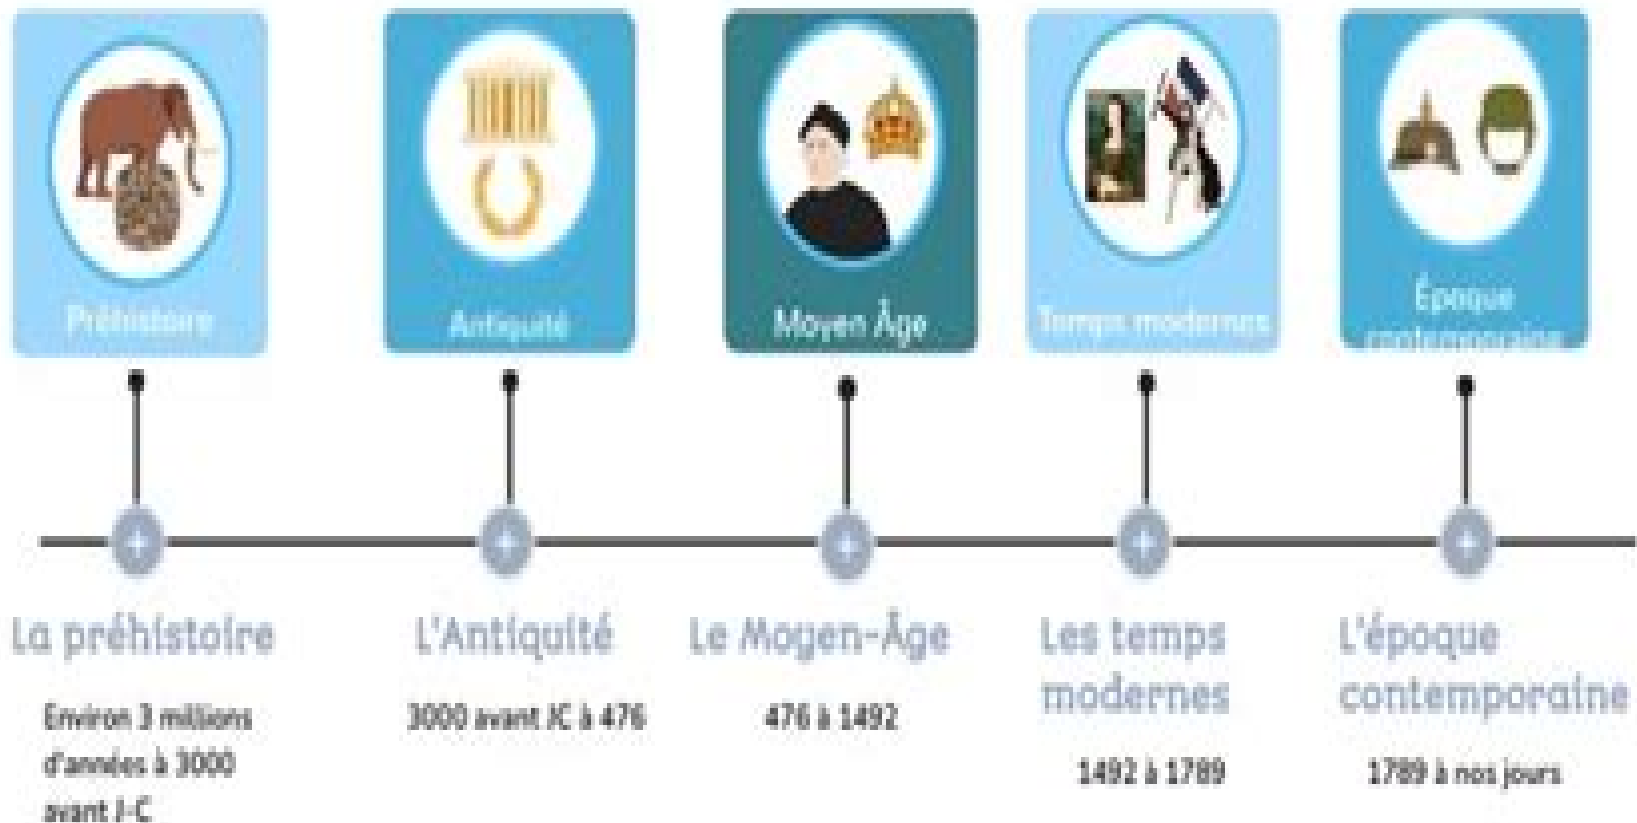 Préhistoire
Antiquité
Moyen Âge
Temps modernes
Époque
contemporaine
La préhistoire
Environ 3 millions
d'années à 3000
avant J-C
L'Antiquité
3000 avant JC à 476
Le Moyen-Âge
476 à 1492
Les temps
modernes
1492 à 1789
L'époque
contemporaine
1789 à nos jours